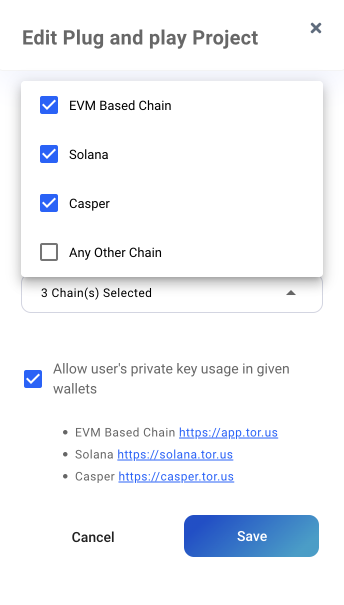 Edit Plug and play Project
EVM Based Chain
Solana
Casper
Any Other Chain
3 Chain(s) Selected
Allow user's private key usage in given
wallets
• EVM Based Chain https://app.tor.us
• Solana https://solana.tor.us
• Casper https://casper.tor.us
Cancel Save